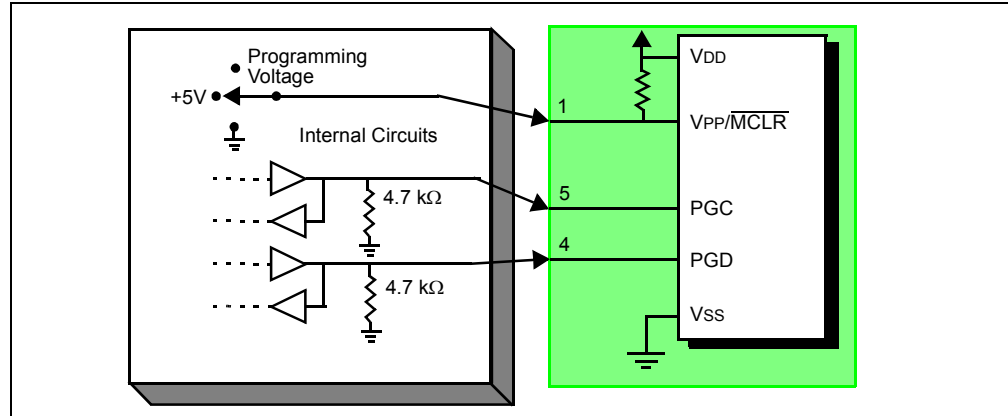 Programming
Voltage
+5V
Internal Circuits
4.7 kΩ
4.7 kΩ
1
5
4
VDD
VPP/MCLR
PGC
PGD
VSS